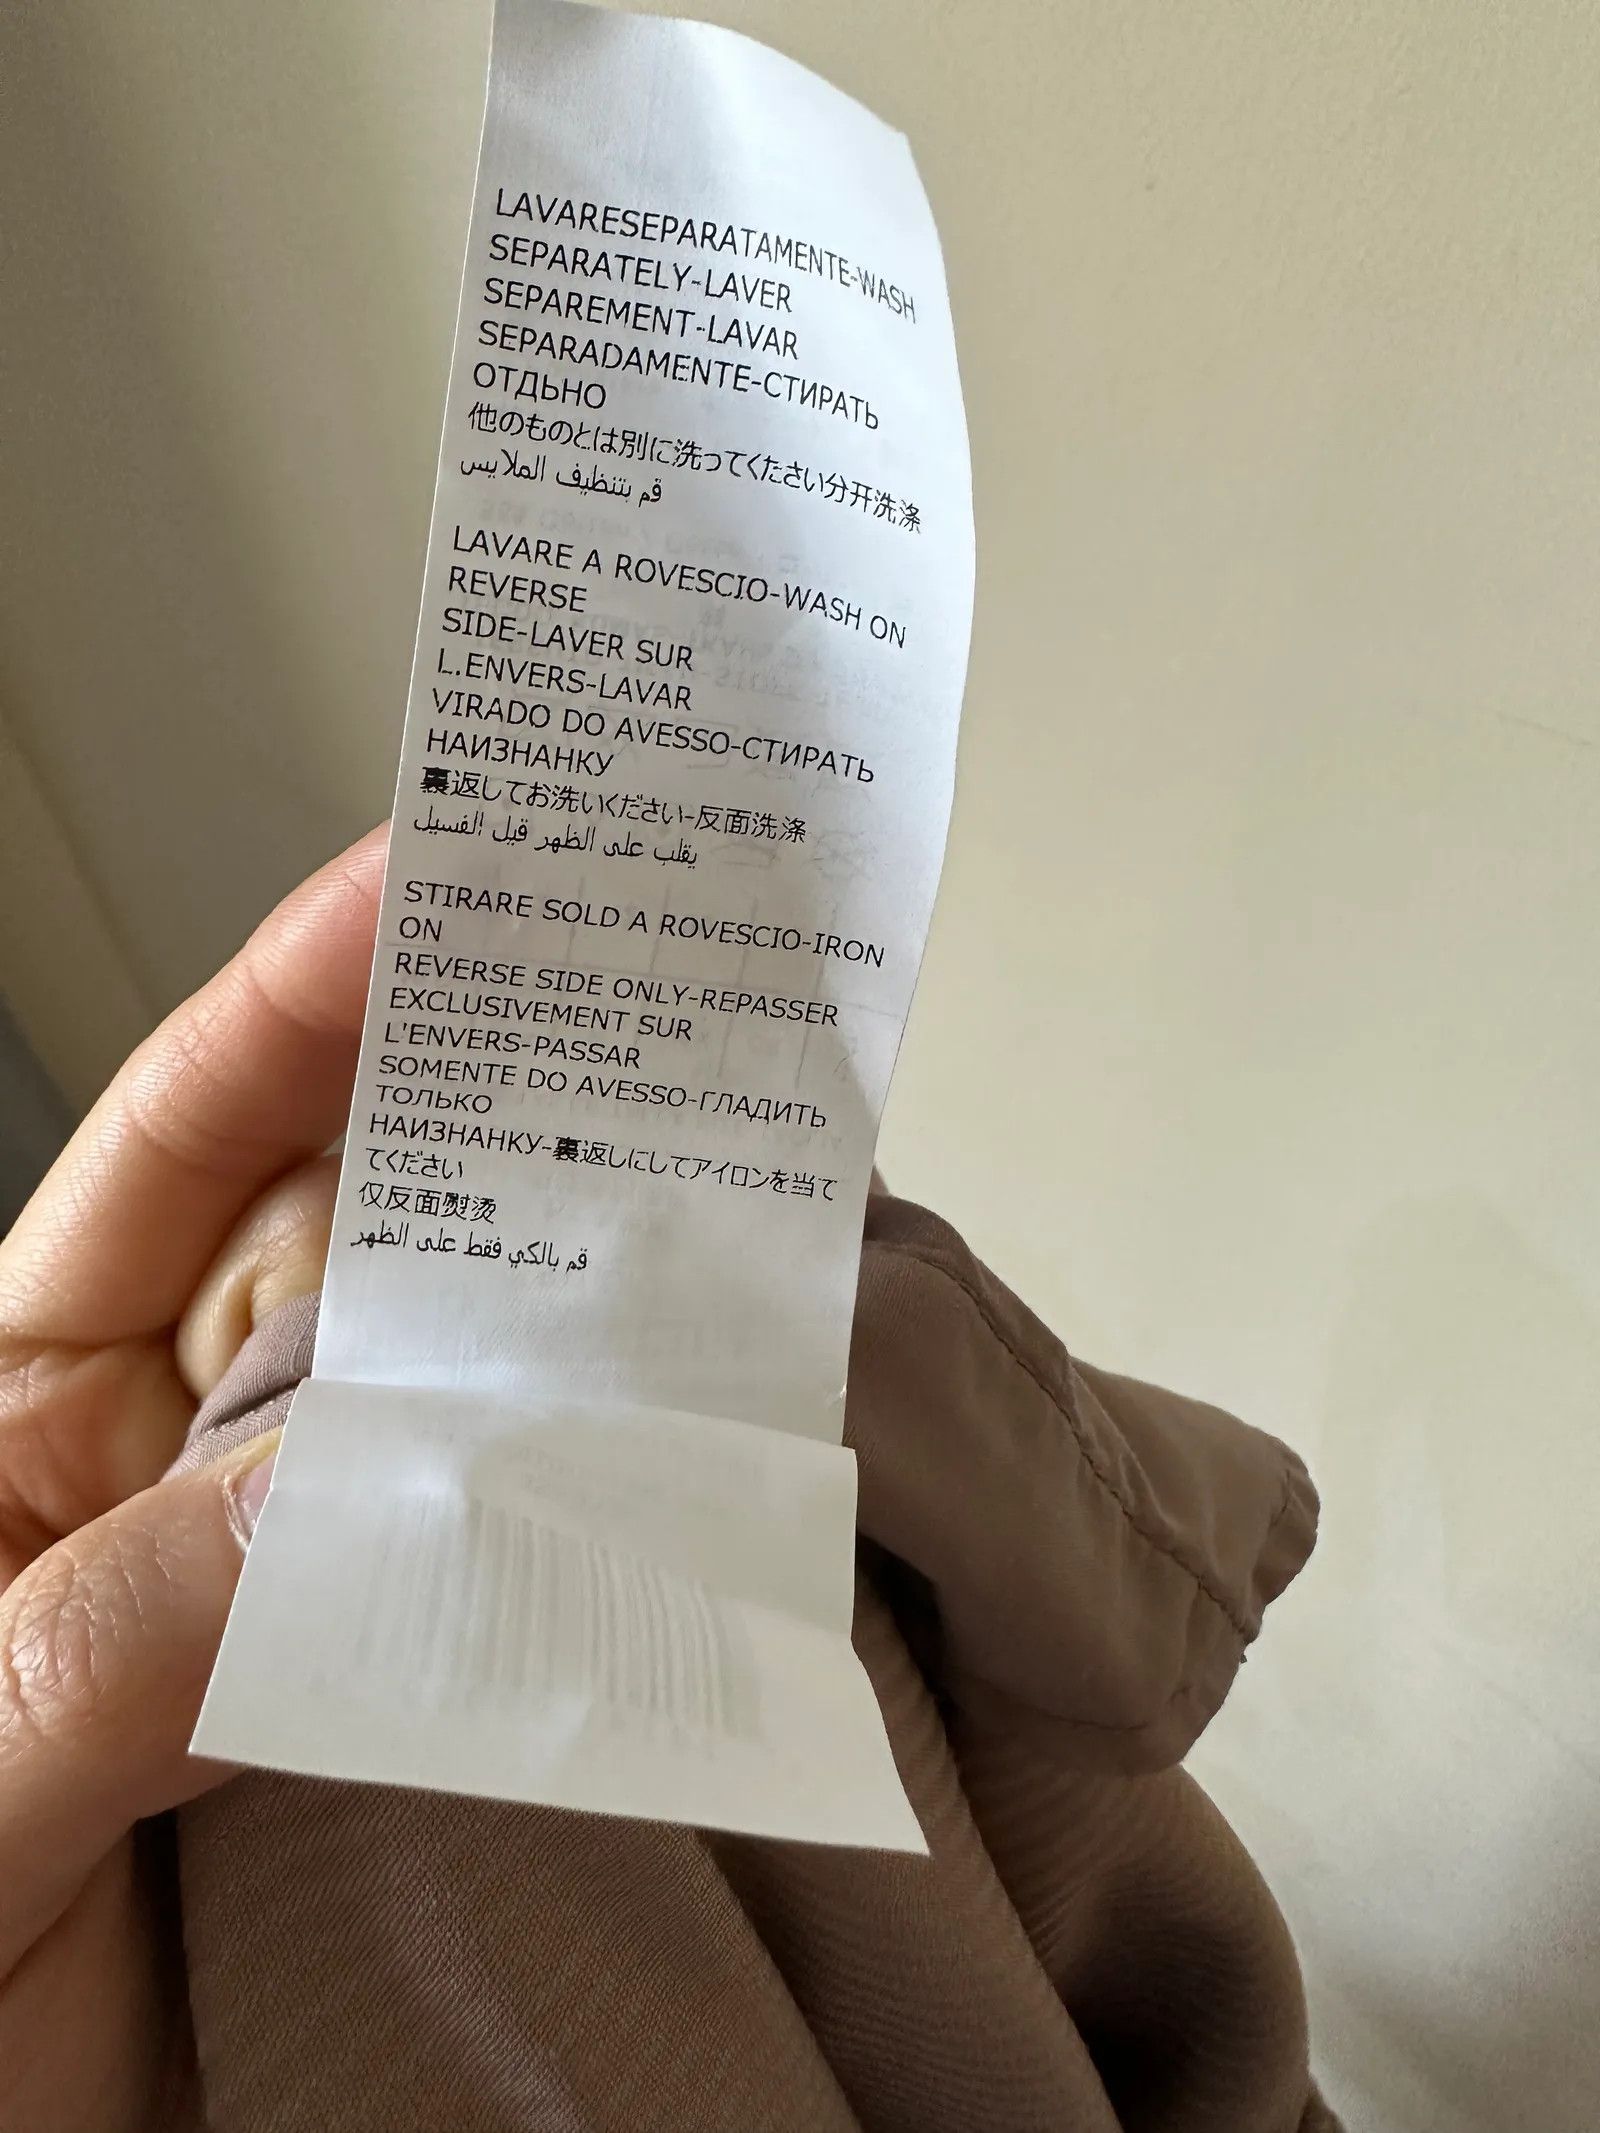 LAVARESEPARATAMENTE-WASH
SEPARATELY-LAVER
SEPAREMENT-LAVAR
SEPARADAMENTE-СТИРАТЬ
ОТДЬНО
他のものとは別に洗ってください分开洗涤
قم بتنظيف الملابس
LAVARE A ROVESCIO-WASH ON
REVERSE
SIDE-LAVER SUR
L.ENVERS-LAVAR
VIRADO DO AVESSO-СТИРАТЬ
НАИЗНАНКУ
裏返してお洗いください-反面洗涤
يقلب على الظهر قيل الفسيل
STIRARE SOLD A ROVESCIO-IRON
ON
REVERSE SIDE ONLY-REPASSER
EXCLUSIVEMENT SUR
L'ENVERS-PASSAR
SOMENTE DO AVESSO-ГЛАДИТЬ
ТОЛЬКО
НАИЗНАНКУ-裏返しにしてアイロンを当て
てください
仅反面熨烫
قم بالكي فقط على الظهر